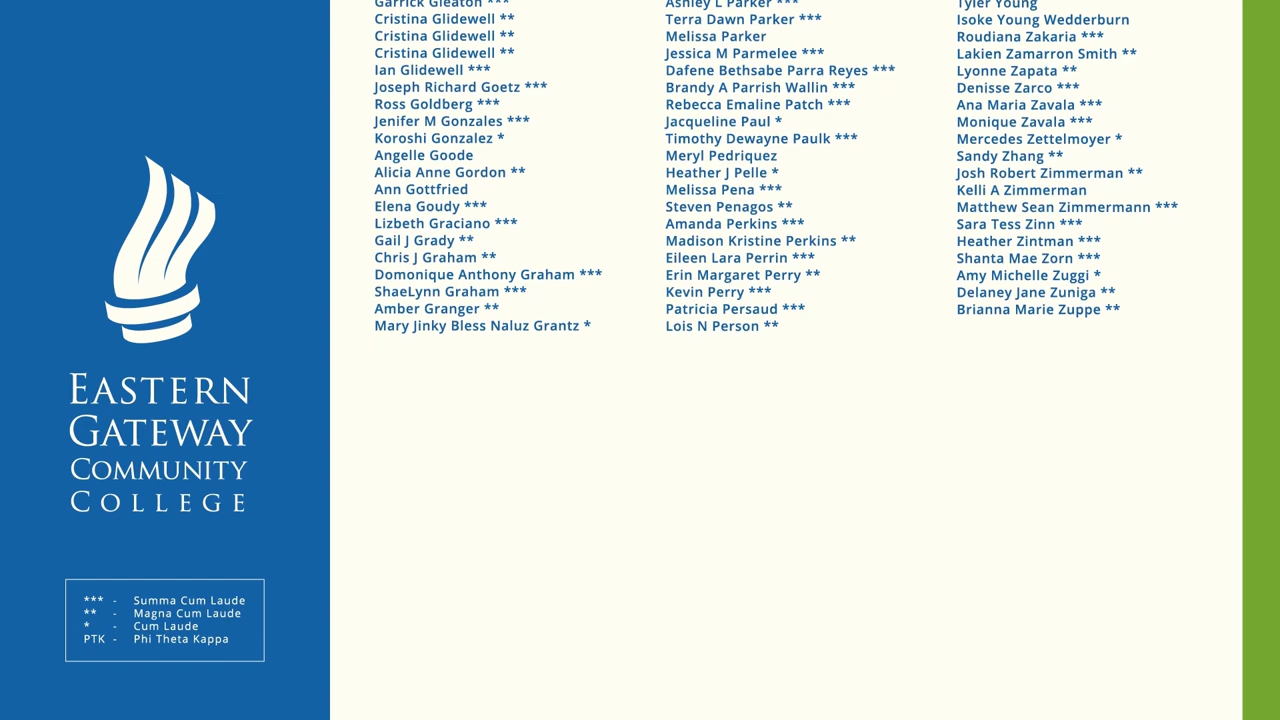 EASTERN
GATEWAY
COMMUNITY
COLLEGE
*** - Summa Cum Laude
** - Magna Cum Laude
* - Cum Laude
PTK - Phi Theta Kappa
Garrick Gleaton ***
Cristina Glidewell **
Cristina Glidewell **
Cristina Glidewell **
Ian Glidewell ***
Joseph Richard Goetz ***
Ross Goldberg ***
Jenifer M Gonzales ***
Koroshi Gonzalez *
Angelle Goode
Alicia Anne Gordon **
Ann Gottfried
Elena Goudy ***
Lizbeth Graciano ***
Gail J Grady **
Chris J Graham **
Domonique Anthony Graham ***
ShaeLynn Graham ***
Amber Granger **
Mary Jinky Bless Naluz Grantz *
Ashley L Parker ***
Terra Dawn Parker ***
Melissa Parker
Jessica M Parmelee ***
Dafene Bethsabe Parra Reyes ***
Brandy A Parrish Wallin ***
Rebecca Emaline Patch ***
Jacqueline Paul *
Timothy Dewayne Paulk ***
Meryl Pedriquez
Heather J Pelle *
Melissa Pena ***
Steven Penagos **
Amanda Perkins ***
Madison Kristine Perkins **
Eileen Lara Perrin ***
Erin Margaret Perry **
Kevin Perry ***
Patricia Persaud ***
Lois N Person **
Tyler Young
Isoke Young Wedderburn
Roudiana Zakaria ***
Lakien Zamarron Smith **
Lyonne Zapata **
Denisse Zarco ***
Ana Maria Zavala ***
Monique Zavala ***
Mercedes Zettelmoyer *
Sandy Zhang **
Josh Robert Zimmerman **
Kelli A Zimmerman
Matthew Sean Zimmermann ***
Sara Tess Zinn ***
Heather Zintman ***
Shanta Mae Zorn ***
Amy Michelle Zuggi *
Delaney Jane Zuniga **
Brianna Marie Zuppe **